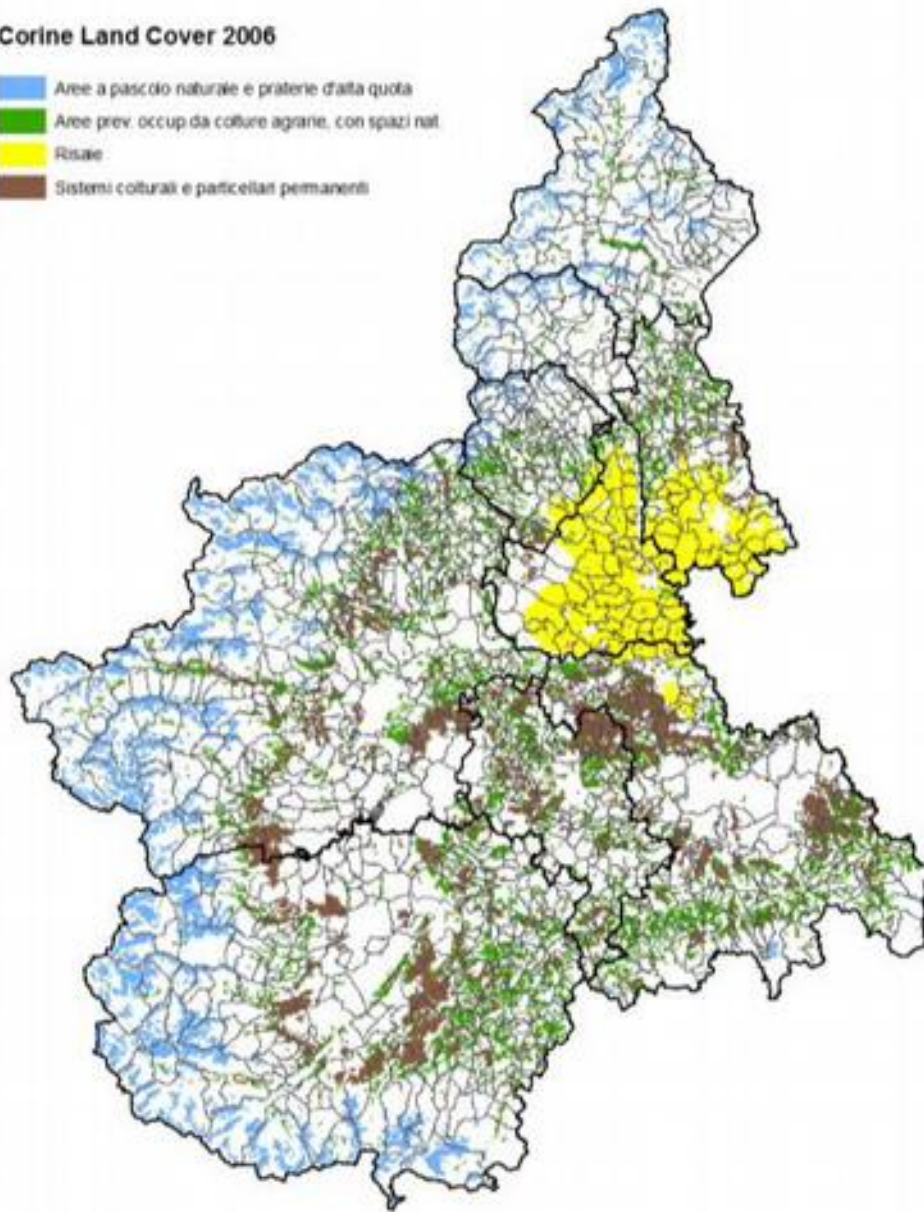 Corine Land Cover 2006
Aree a pascolo naturale e praterie d'alta quota
Aree prev. occup.da colture agrarie, con spazi nat.
Risaie
Sistemi colturali e particellari permanenti